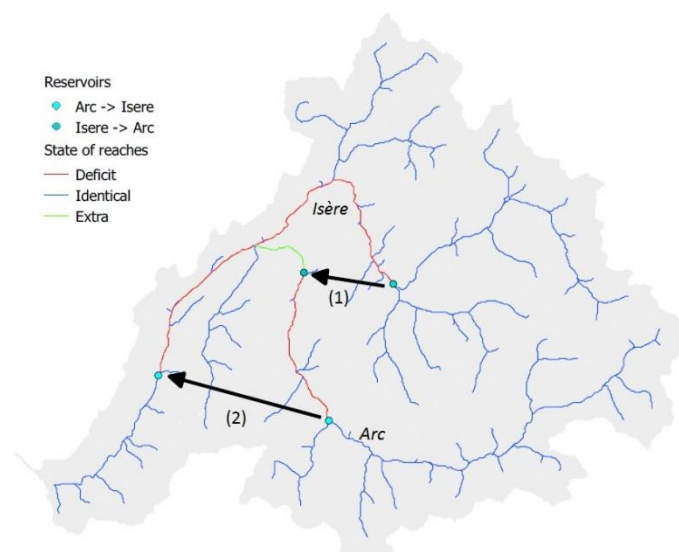 Reservoirs
Arc -> Isere
Isere -> Arc
State of reaches
Deficit
Identical
Extra
Isère
(1)
(2)
Arc